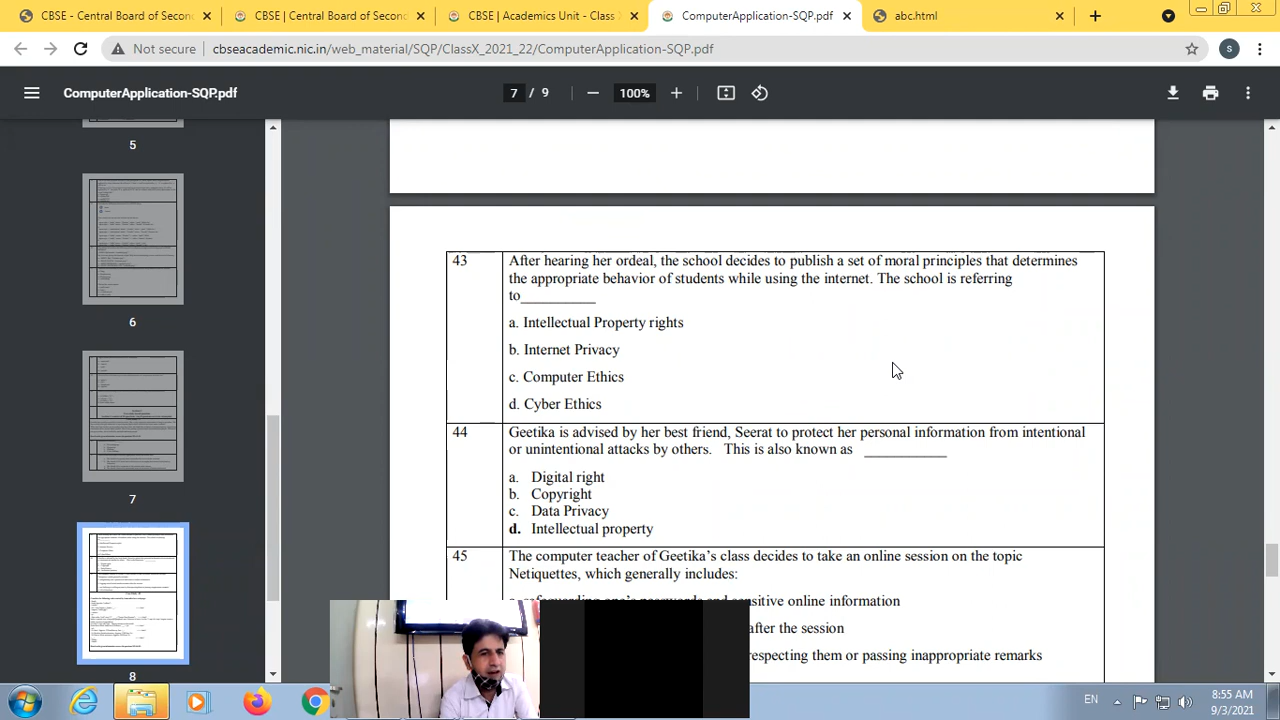 CBSE - Central Board of Secon
CBSE | Central Board of Second
CBSE | Academics Unit - Class X
ComputerApplication-SQP.pdf
abc.html
Not secure
cbseacademic.nic.in/web_material/SQP/ClassX_2021_22/ComputerApplication-SQP.pdf
S
ComputerApplication-SQP.pdf
7 / 9
100%
5
6
7
8
43
After hearing her ordeal, the school decides to publish a set of moral principles that determines
the appropriate behavior of students while using the internet. The school is referring
to__________
a. Intellectual Property rights
b. Internet Privacy
c. Computer Ethics
d. Cyber Ethics
44
Geetika is advised by her best friend, Seerat to protect her personal information from intentional
or unintentional attacks by others. This is also known as ___________
a. Digital right
b. Copyright
c. Data Privacy
d. Intellectual property
45
The computer teacher of Geetika's class decides to take an online session on the topic
Netiquettes, which generally includes:
sensitive online information
after the session
respecting them or passing inappropriate remarks
EN
8:55 AM
9/3/2021